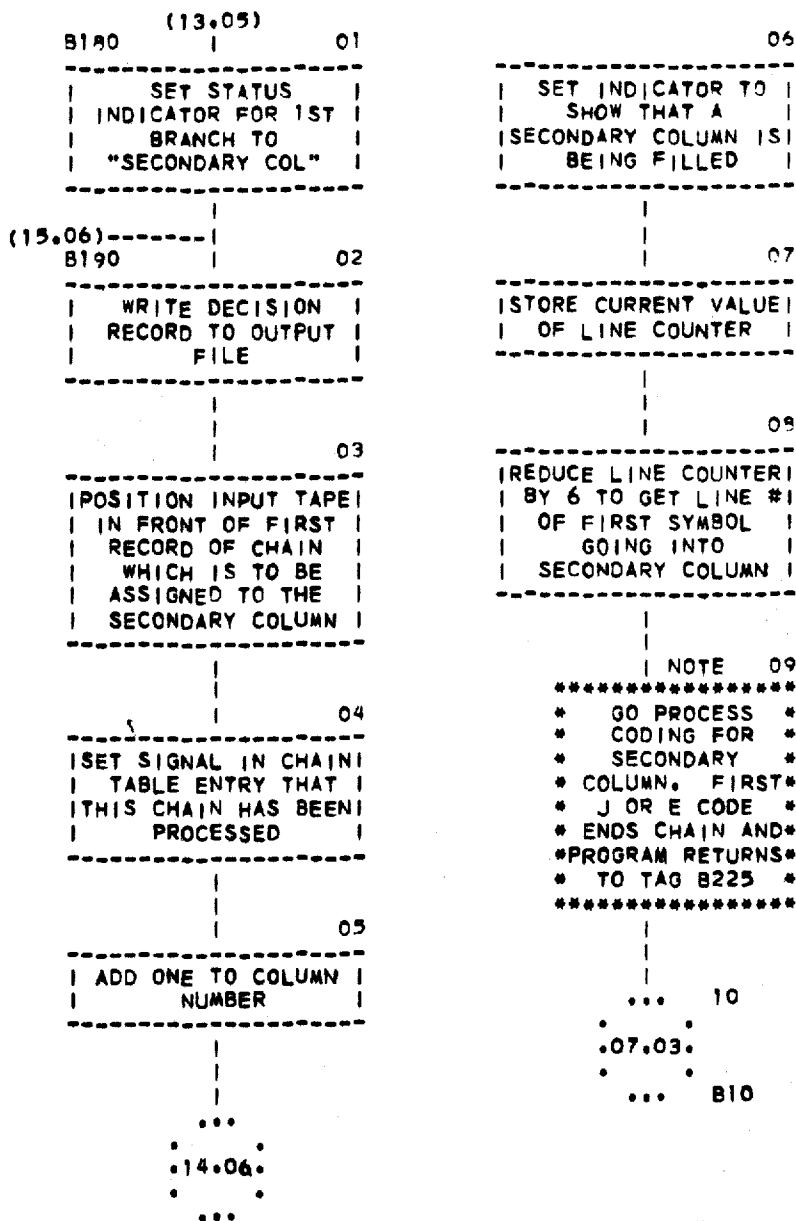 (13.05)
B180 01
SET STATUS
INDICATOR FOR 1ST
BRANCH TO
"SECONDARY COL"
(15.06)
B190 02
WRITE DECISION
RECORD TO OUTPUT
FILE
03
POSITION INPUT TAPE
IN FRONT OF FIRST
RECORD OF CHAIN
WHICH IS TO BE
ASSIGNED TO THE
SECONDARY COLUMN
04
SET SIGNAL IN CHAIN
TABLE ENTRY THAT
THIS CHAIN HAS BEEN
PROCESSED
05
ADD ONE TO COLUMN
NUMBER
14.06
06
SET INDICATOR TO
SHOW THAT A
SECONDARY COLUMN IS
BEING FILLED
07
STORE CURRENT VALUE
OF LINE COUNTER
08
REDUCE LINE COUNTER
BY 6 TO GET LINE #
OF FIRST SYMBOL
GOING INTO
SECONDARY COLUMN
NOTE 09
GO PROCESS
CODING FOR
SECONDARY
COLUMN. FIRST
J OR E CODE
ENDS CHAIN AND
PROGRAM RETURNS
TO TAG B225
10
07.03
B10